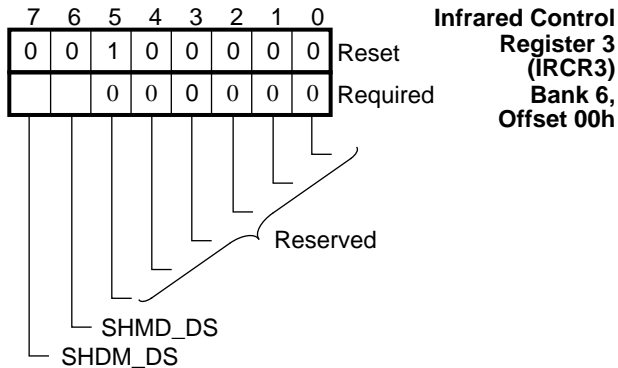 7 6 5 4 3 2 1 0
0 0 1 0 0 0 0 0 Reset
0 0 0 0 0 0 Required
Infrared Control
Register 3
(IRCR3)
Bank 6,
Offset 00h
Reserved
SHMD_DS
SHDM_DS